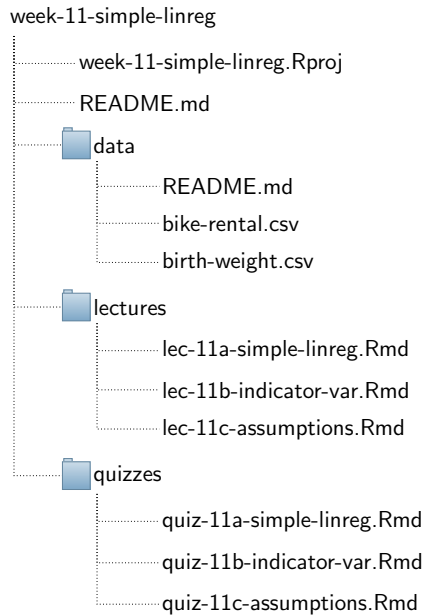 week-11-simple-linreg
week-11-simple-linreg.Rproj
README.md
data
README.md
bike-rental.csv
birth-weight.csv
lectures
lec-11a-simple-linreg.Rmd
lec-11b-indicator-var.Rmd
lec-11c-assumptions.Rmd
quizzes
quiz-11a-simple-linreg.Rmd
quiz-11b-indicator-var.Rmd
quiz-11c-assumptions.Rmd